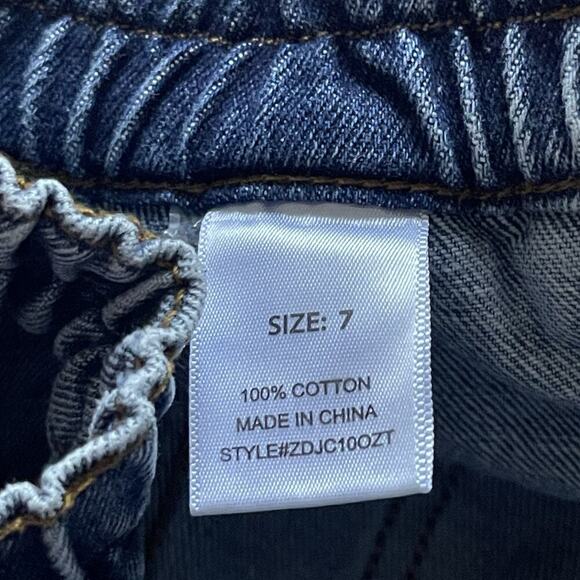 SIZE: 7
100% COTTON
MADE IN CHINA
STYLE#ZDJC10OZT